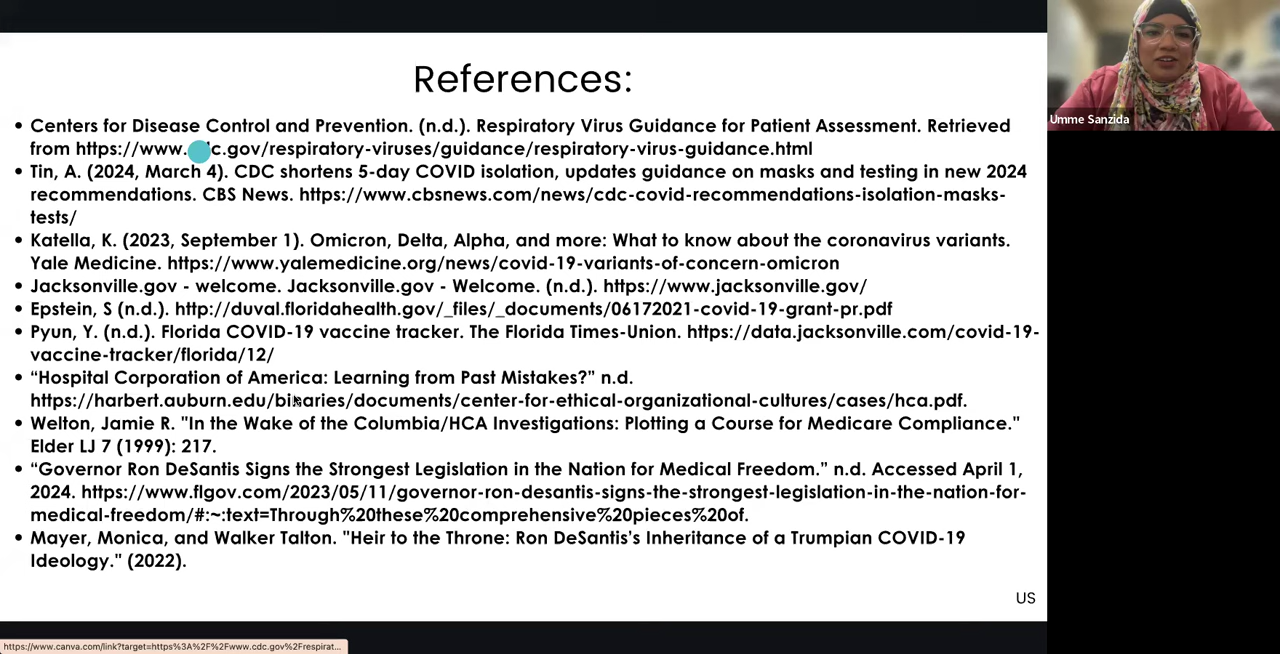 References:
• Centers for Disease Control and Prevention. (n.d.). Respiratory Virus Guidance for Patient Assessment. Retrieved
from https://www. c.gov/respiratory-viruses/guidance/respiratory-virus-guidance.html
• Tin, A. (2024, March 4). CDC shortens 5-day COVID isolation, updates guidance on masks and testing in new 2024
recommendations. CBS News. https://www.cbsnews.com/news/cdc-covid-recommendations-isolation-masks-
tests/
• Katella, K. (2023, September 1). Omicron, Delta, Alpha, and more: What to know about the coronavirus variants.
Yale Medicine. https://www.yalemedicine.org/news/covid-19-variants-of-concern-omicron
• Jacksonville.gov - welcome. Jacksonville.gov - Welcome. (n.d.). https://www.jacksonville.gov/
• Epstein, S (n.d.). http://duval.floridahealth.gov/_files/_documents/06172021-covid-19-grant-pr.pdf
• Pyun, Y. (n.d.). Florida COVID-19 vaccine tracker. The Florida Times-Union. https://data.jacksonville.com/covid-19-
vaccine-tracker/florida/12/
• “Hospital Corporation of America: Learning from Past Mistakes?” n.d.
https://harbert.auburn.edu/binaries/documents/center-for-ethical-organizational-cultures/cases/hca.pdf.
• Welton, Jamie R. "In the Wake of the Columbia/HCA Investigations: Plotting a Course for Medicare Compliance."
Elder LJ 7 (1999): 217.
• “Governor Ron DeSantis Signs the Strongest Legislation in the Nation for Medical Freedom.” n.d. Accessed April 1,
2024. https://www.flgov.com/2023/05/11/governor-ron-desantis-signs-the-strongest-legislation-in-the-nation-for-
medical-freedom/#:~:text=Through%20these%20comprehensive%20pieces%20of.
• Mayer, Monica, and Walker Talton. "Heir to the Throne: Ron DeSantis's Inheritance of a Trumpian COVID-19
Ideology." (2022).
US
https://www.canva.com/link?target=https%3A%2F%2Fwww.cdc.gov%2Frespirat...
Umme Sanzida